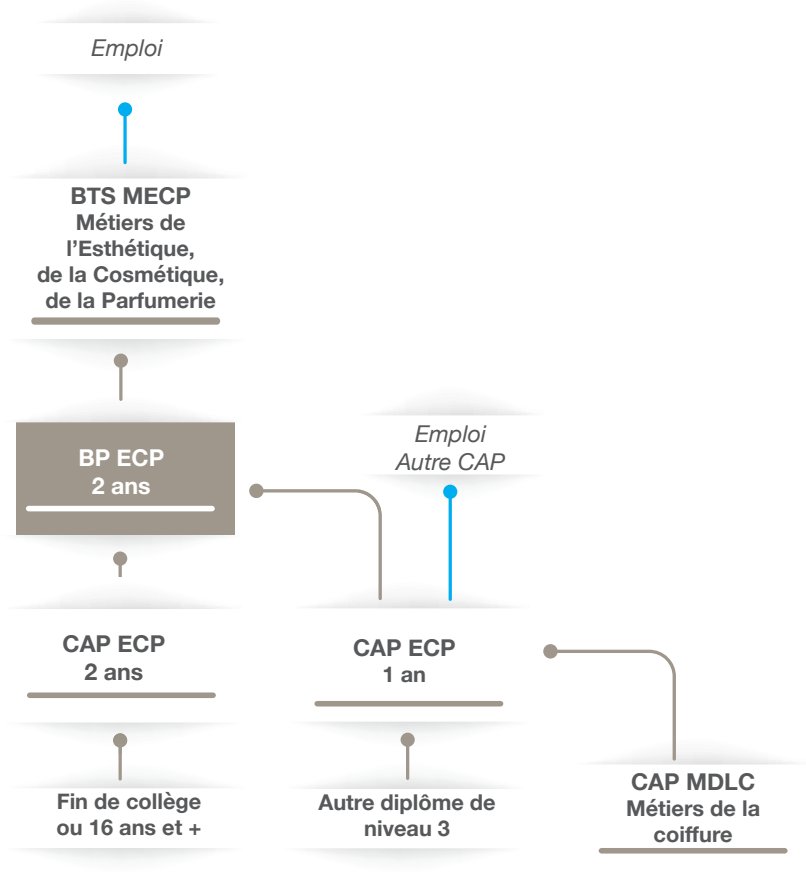 Emploi
BTS MECP
Métiers de
l'Esthétique,
de la Cosmétique,
de la Parfumerie
BP ECP
2 ans
Emploi
Autre CAP
CAP ECP
2 ans
CAP ECP
1 an
Fin de collège
ou 16 ans et +
Autre diplôme de
niveau 3
CAP MDLC
Métiers de la
coiffure